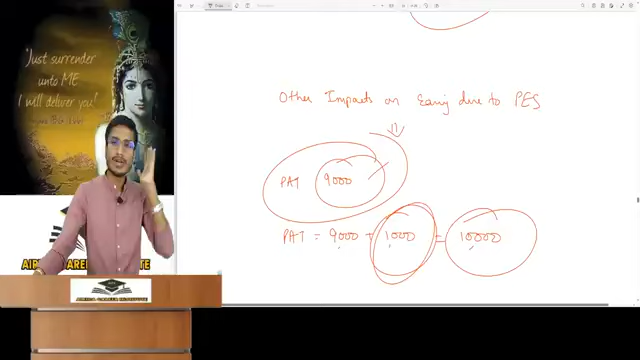 "Just surrender
unto ME
I will deliver you"
Other Impacts on Earing due to PES
PAT 9000
PAT = 9000 + 1000 = 10000